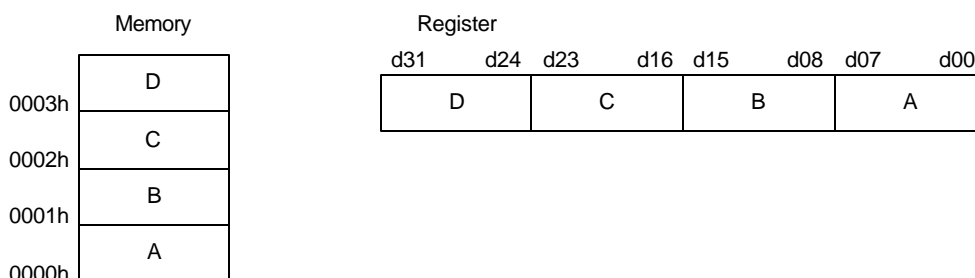 Memory
Register
d31 d24 d23 d16 d15 d08 d07 d00
D
D C B A
0003h
C
0002h
B
0001h
A
0000h